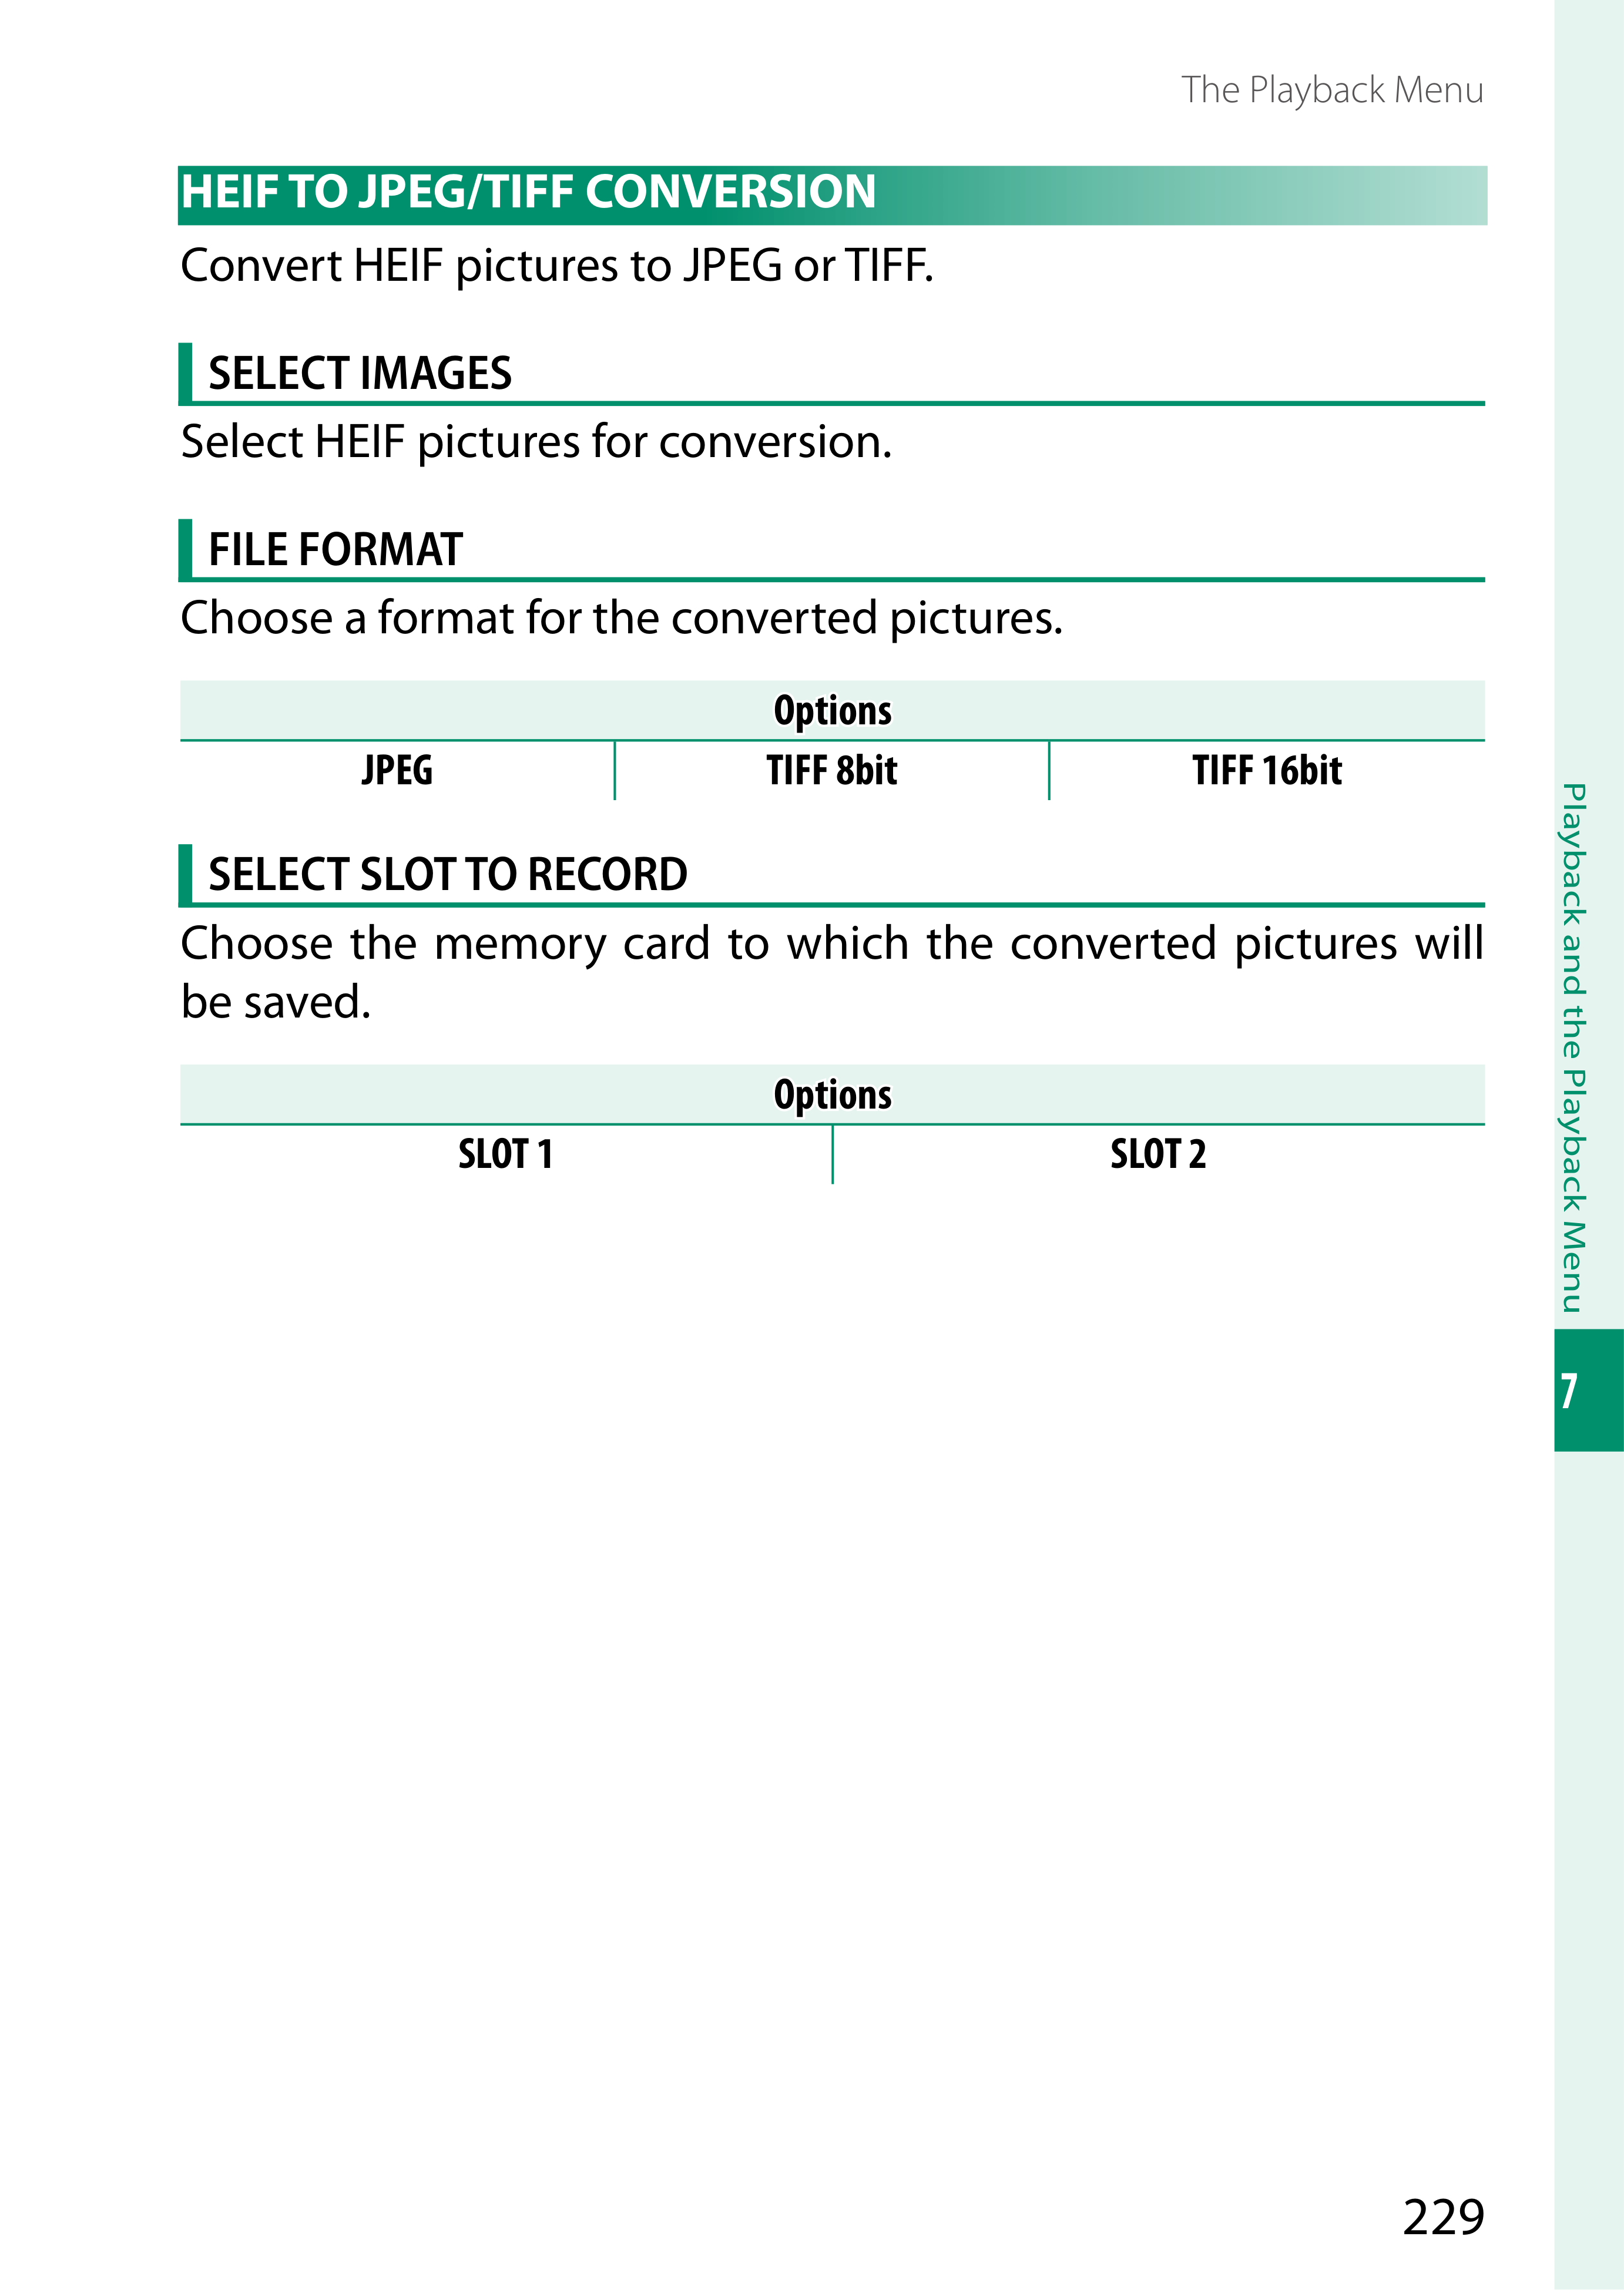 The Playback Menu
HEIF TO JPEG/TIFF CONVERSION
Convert HEIF pictures to JPEG or TIFF.
SELECT IMAGES
Select HEIF pictures for conversion.
FILE FORMAT
Choose a format for the converted pictures.
Options
JPEG TIFF 8bit TIFF 16bit
SELECT SLOT TO RECORD
Choose the memory card to which the converted pictures will
be saved.
Options
SLOT 1 SLOT 2
Playback and the Playback Menu
7
229